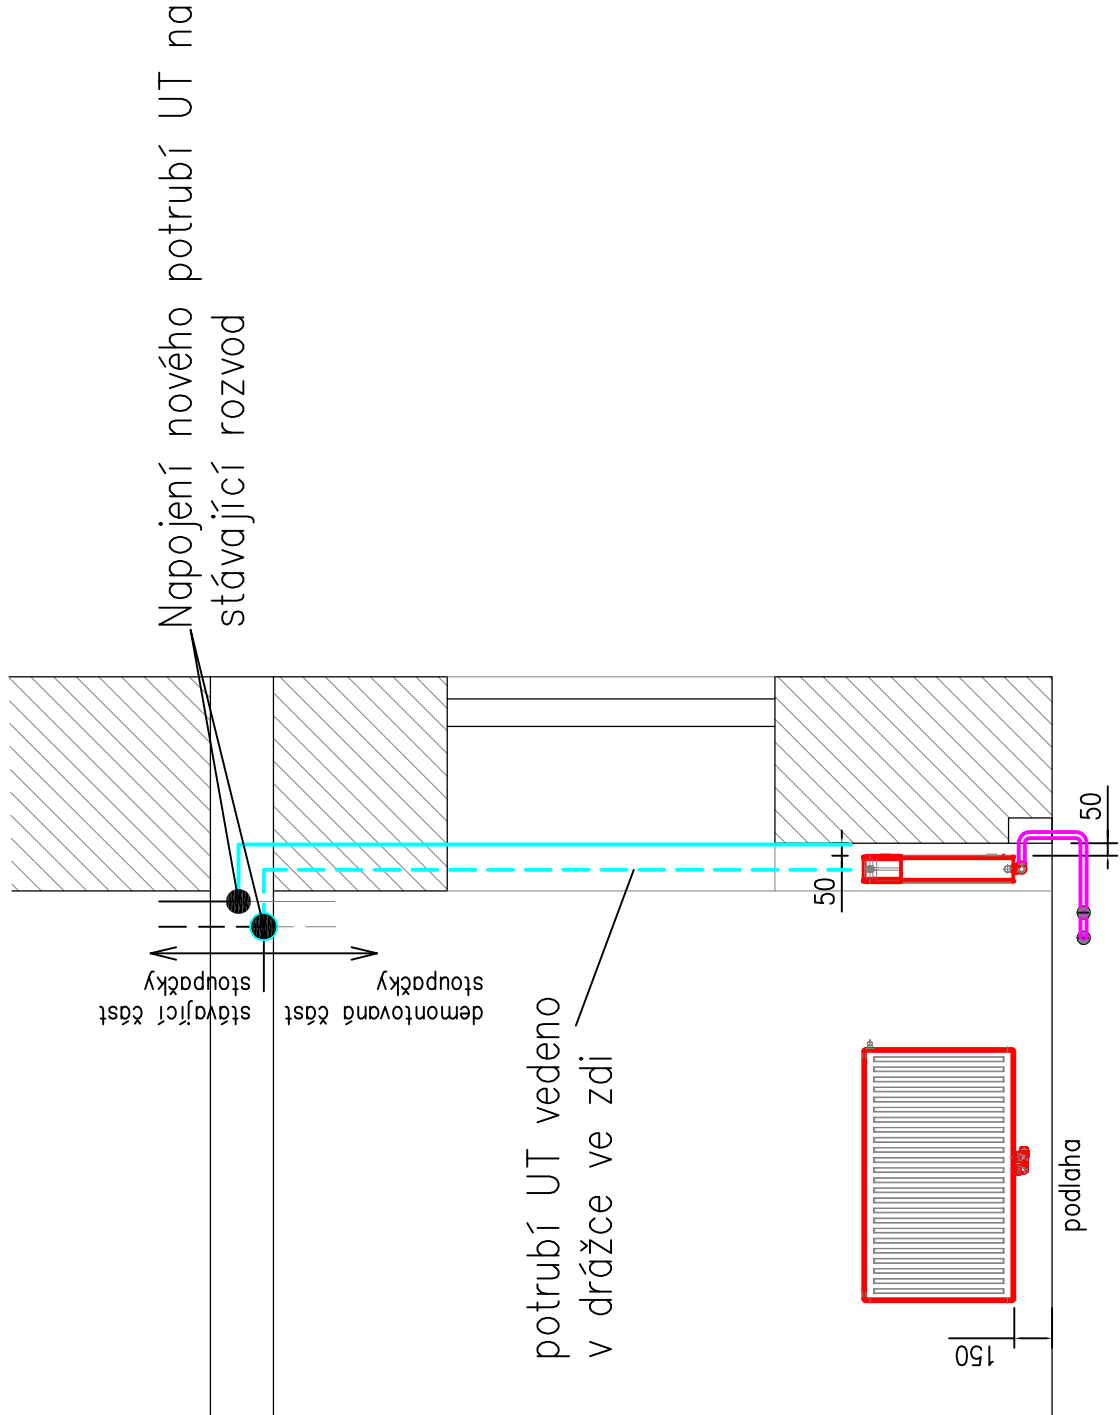 Napojení nového potrubí UT na
stávající rozvod
stávající část
stoupačky
demontovaná část
stoupačky
potrubí UT vedeno
v drážce ve zdi
50
50
podlaha
150